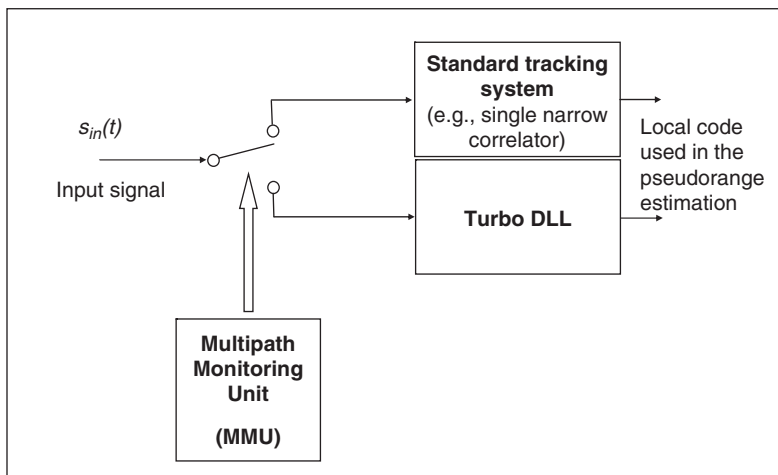 s_in(t)
Input signal
Standard tracking
system
(e.g., single narrow
correlator)
Local code
used in the
pseudorange
estimation
Turbo DLL
Multipath
Monitoring
Unit
(MMU)